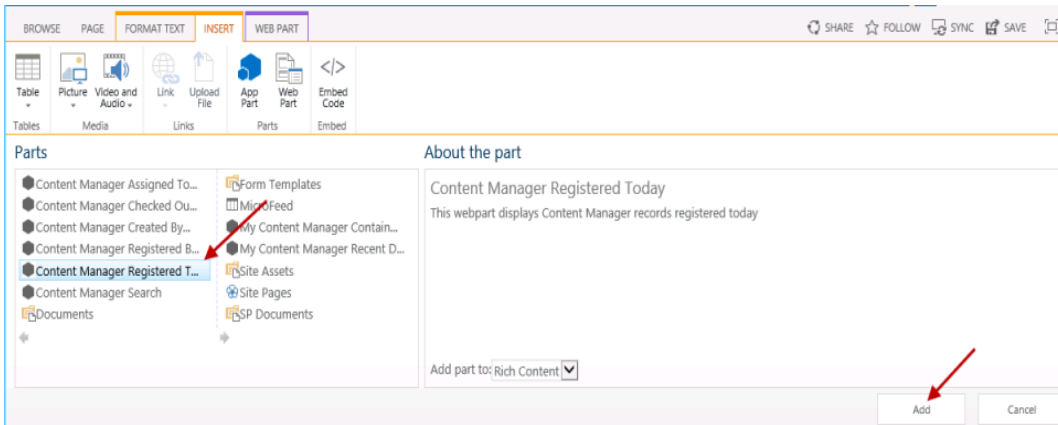 BROWSE PAGE FORMAT TEXT INSERT WEB PART SHARE FOLLOW SYNC SAVE
Table Picture Video and Audio Link Upload File App Part Web Part Embed Code
Tables Media Links Parts Embed
Parts
Content Manager Assigned To...
Content Manager Checked Ou...
Content Manager Created By...
Content Manager Registered B...
Content Manager Registered T...
Content Manager Search
Documents
Form Templates
MicroFeed
My Content Manager Contain...
My Content Manager Recent D...
Site Assets
Site Pages
SP Documents
About the part
Content Manager Registered Today
This webpart displays Content Manager records registered today
Add part to: Rich Content
Add Cancel